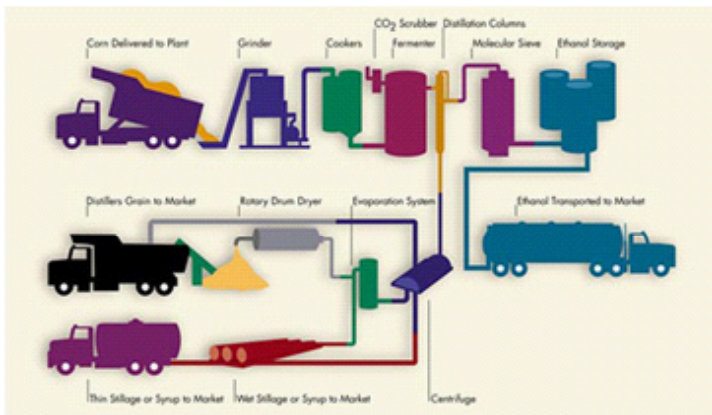 CO2 Scrubber
Distillation Columns
Corn Delivered to Plant
Grinder
Cookers
Fermenter
Molecular Sieve
Ethanol Storage
Distillers Grain to Market
Rotary Drum Dryer
Evaporation System
Ethanol Transported to Market
Thin Stillage or Syrup to Market
Wet Stillage or Syrup to Market
Centrifuge